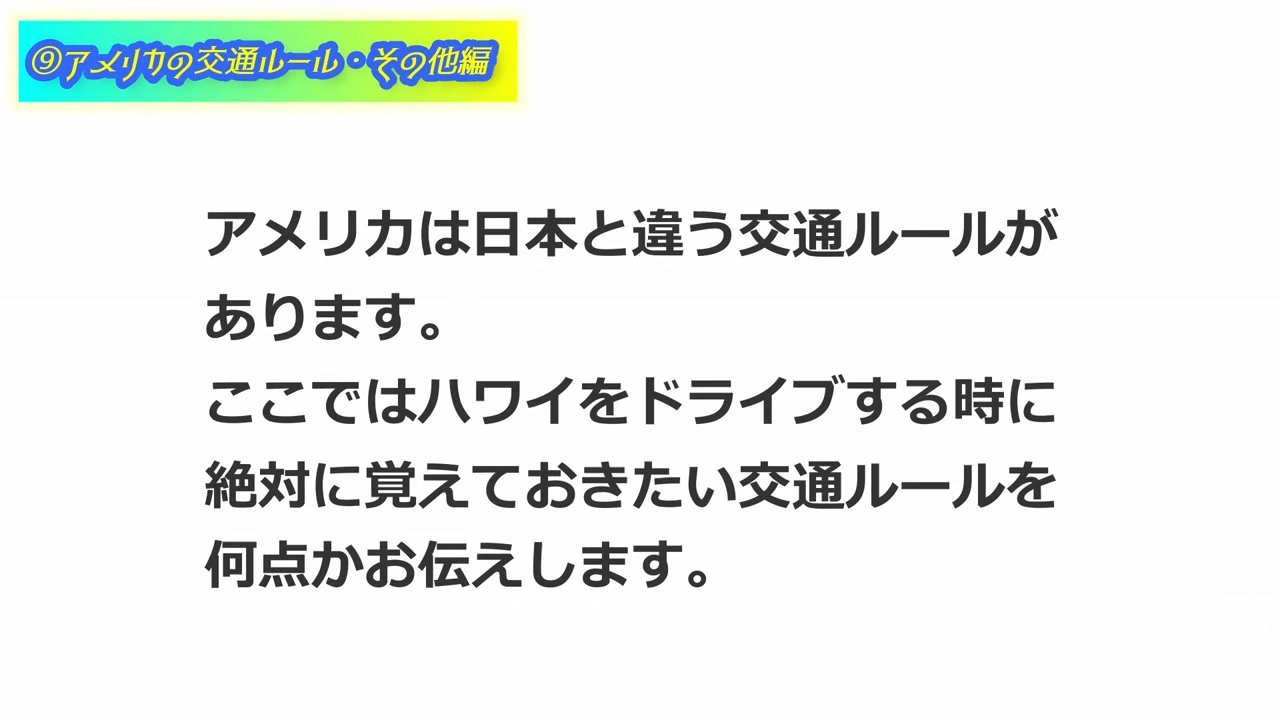 ⑨アメリカの交通ルール・その他編
アメリカは日本と違う交通ルールが
あります。
ここではハワイをドライブする時に
絶対に覚えておきたい交通ルールを
何点かお伝えします。